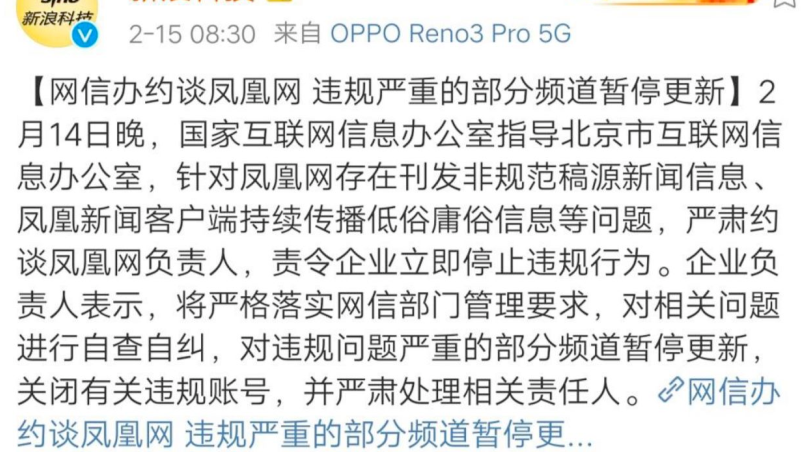 新浪科技
2-15 08:30 来自 OPPO Reno3 Pro 5G
【网信办约谈凤凰网 违规严重的部分频道暂停更新】2
月14日晚，国家互联网信息办公室指导北京市互联网信
息办公室，针对凤凰网存在刊发非规范稿源新闻信息、
凤凰新闻客户端持续传播低俗庸俗信息等问题，严肃约
谈凤凰网负责人，责令企业立即停止违规行为。企业负
责人表示，将严格落实网信部门管理要求，对相关问题
进行自查自纠，对违规问题严重的部分频道暂停更新，
关闭有关违规账号，并严肃处理相关责任人。网信办
约谈凤凰网 违规严重的部分频道暂停更...